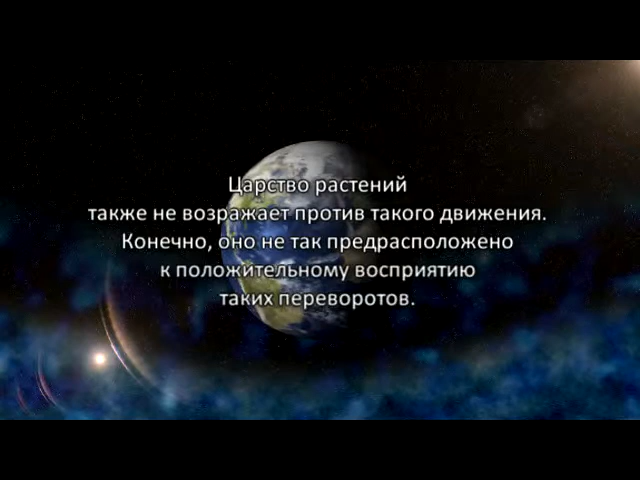 Царство растений
также не возражает против такого движения.
Конечно, оно не так предрасположено
к положительному восприятию
таких переворотов.